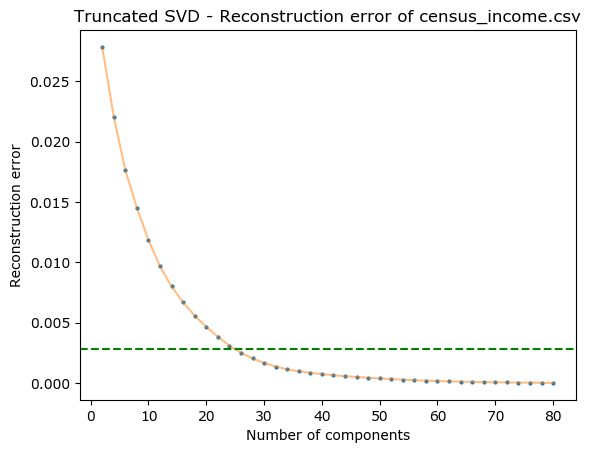 Truncated SVD - Reconstruction error of census_income.csv
Reconstruction error
0.025
0.020
0.015
0.010
0.005
0.000
0 10 20 30 40 50 60 70 80
Number of components